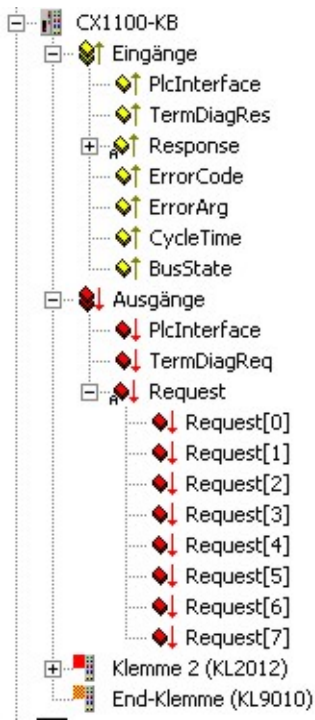 CX1100-KB
Eingänge
PlcInterface
TermDiagRes
Response
ErrorCode
ErrorArg
CycleTime
BusState
Ausgänge
PlcInterface
TermDiagReq
Request
Request[0]
Request[1]
Request[2]
Request[3]
Request[4]
Request[5]
Request[6]
Request[7]
Klemme 2 (KL2012)
End-Klemme (KL9010)